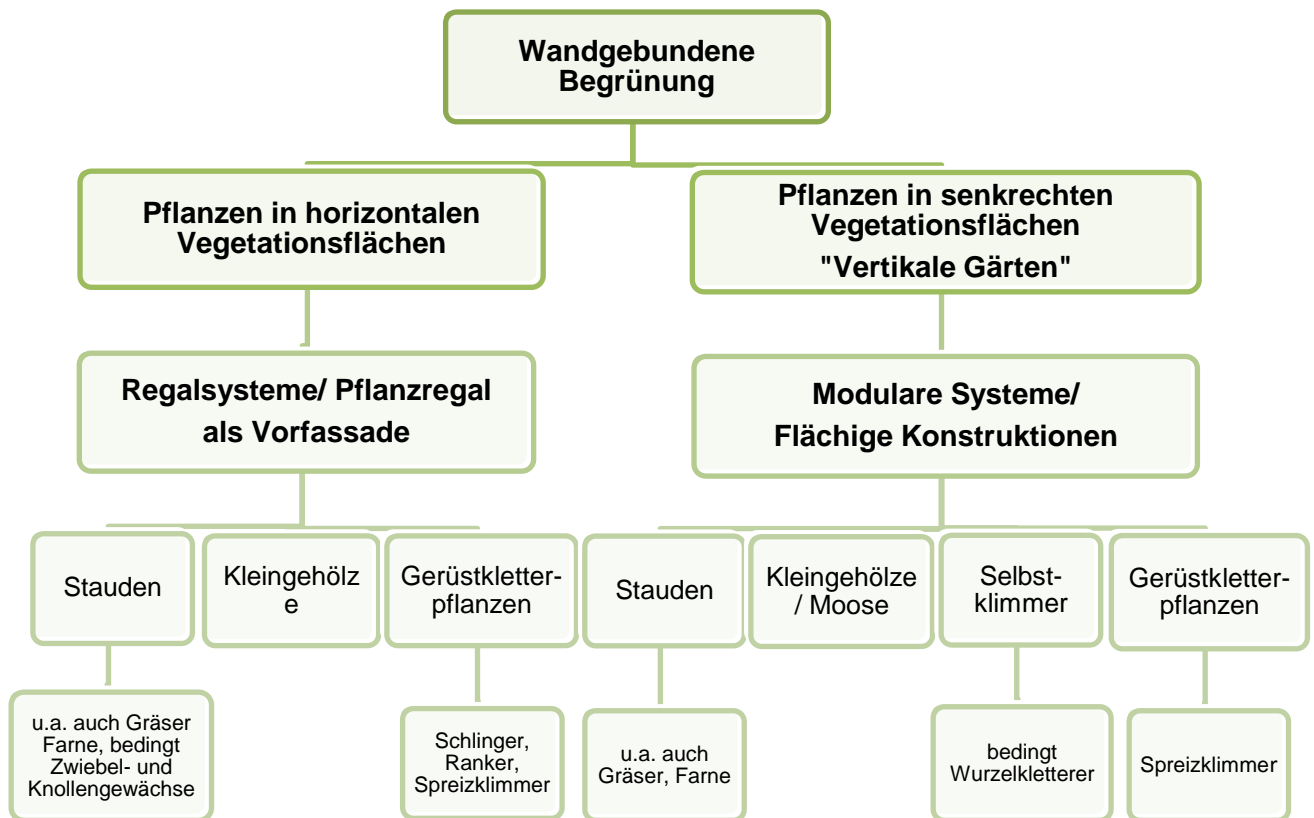 Wandgebundene
Begrünung
Pflanzen in horizontalen
Vegetationsflächen
Pflanzen in senkrechten
Vegetationsflächen
"Vertikale Gärten"
Regalsysteme/ Pflanzregal
als Vorfassade
Modulare Systeme/
Flächige Konstruktionen
Stauden
Kleingehölz
e
Gerüstkletter-
pflanzen
Stauden
Kleingehölze
/ Moose
Selbst-
klimmer
Gerüstkletter-
pflanzen
u.a. auch Gräser
Farne, bedingt
Zwiebel- und
Knollengewächse
Schlinger,
Ranker,
Spreizklimmer
u.a. auch
Gräser, Farne
bedingt
Wurzelkletterer
Spreizklimmer